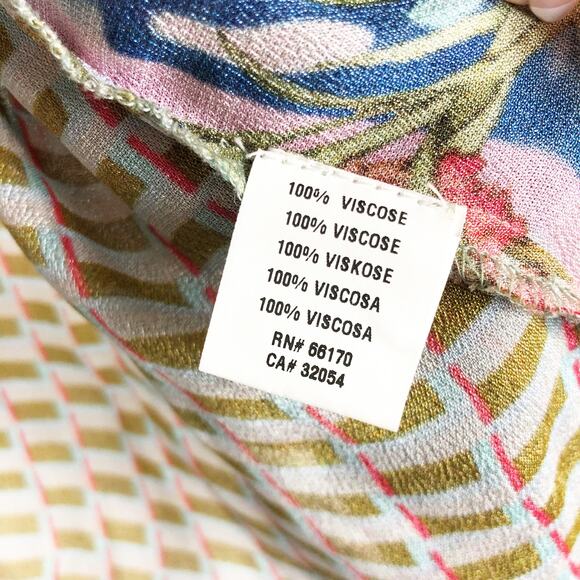 100% VISCOSE
100% VISCOSE
100% VISKOSE
100% VISCOSA
100% VISCOSA
RN# 66170
CA# 32054